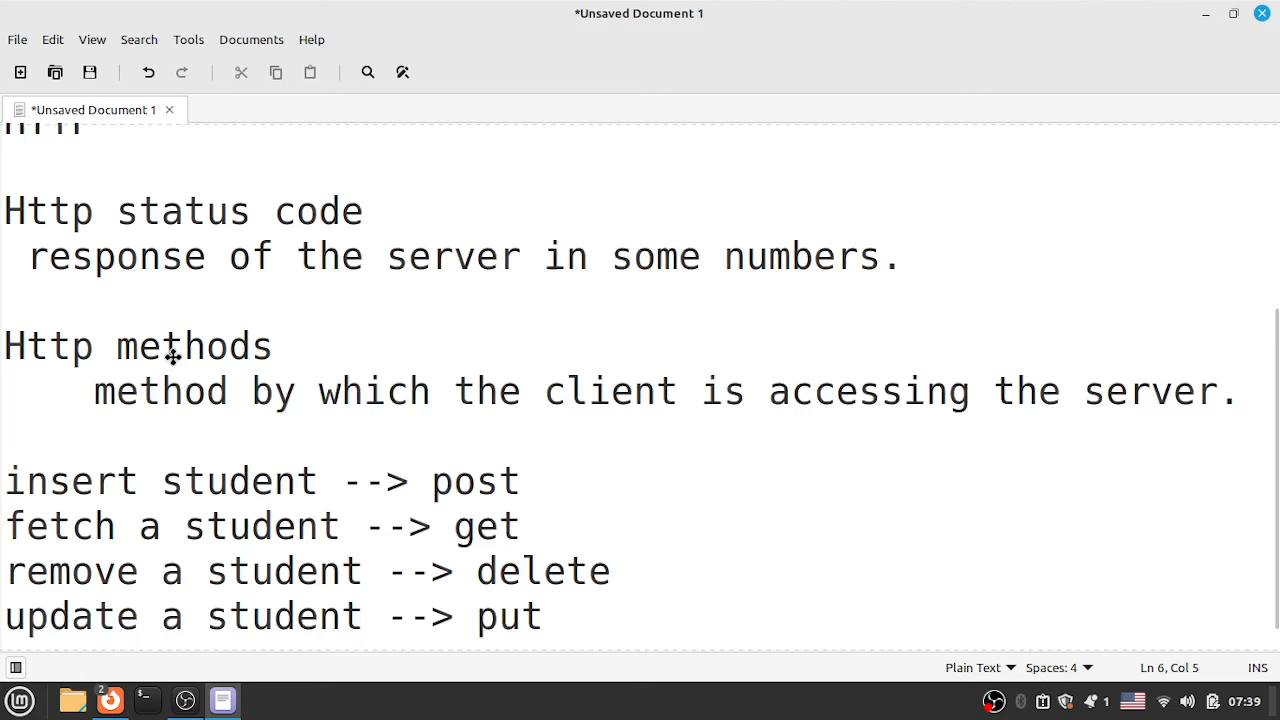 *Unsaved Document 1
File Edit View Search Tools Documents Help
*Unsaved Document 1
Http status code
response of the server in some numbers.
Http methods
method by which the client is accessing the server.
insert student --> post
fetch a student --> get
remove a student --> delete
update a student --> put
Plain Text Spaces: 4 Ln 6, Col 5 INS
2 1 07:39